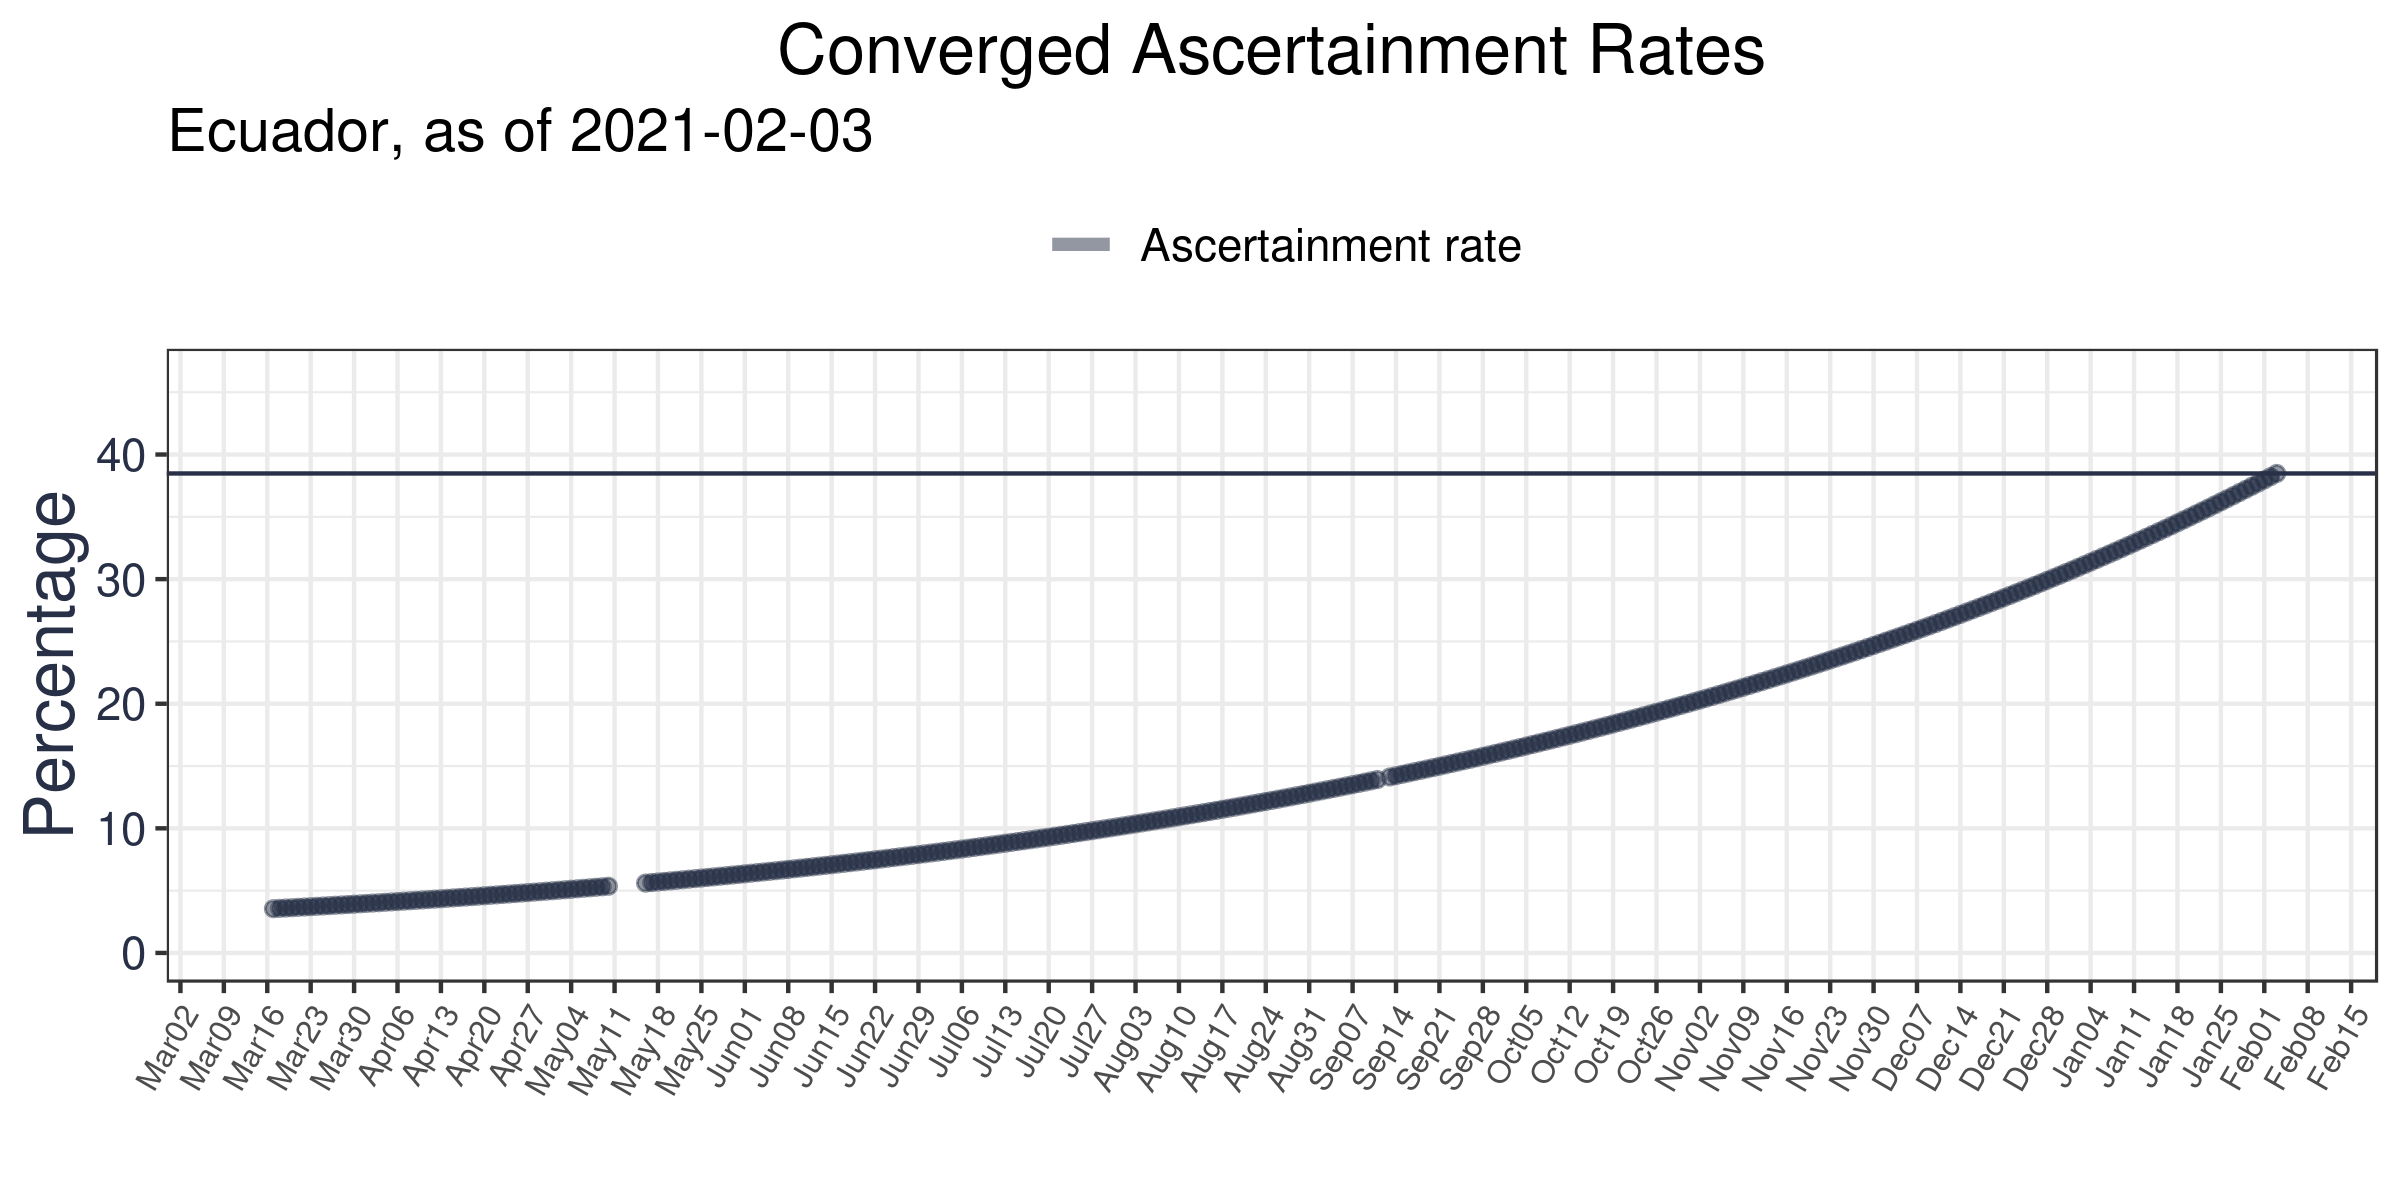 Converged Ascertainment Rates
Ecuador, as of 2021-02-03
Ascertainment rate
Percentage
40
30
20
10
0
Mar02 Mar09 Mar16 Mar23 Mar30 Apr06 Apr13 Apr20 Apr27 May04 May11 May18 May25 Jun01 Jun08 Jun15 Jun22 Jun29 Jul06 Jul13 Jul20 Jul27 Aug03 Aug10 Aug17 Aug24 Aug31 Sep07 Sep14 Sep21 Sep28 Oct05 Oct12 Oct19 Oct26 Nov02 Nov09 Nov16 Nov23 Nov30 Dec07 Dec14 Dec21 Dec28 Jan04 Jan11 Jan18 Jan25 Feb01 Feb08 Feb15